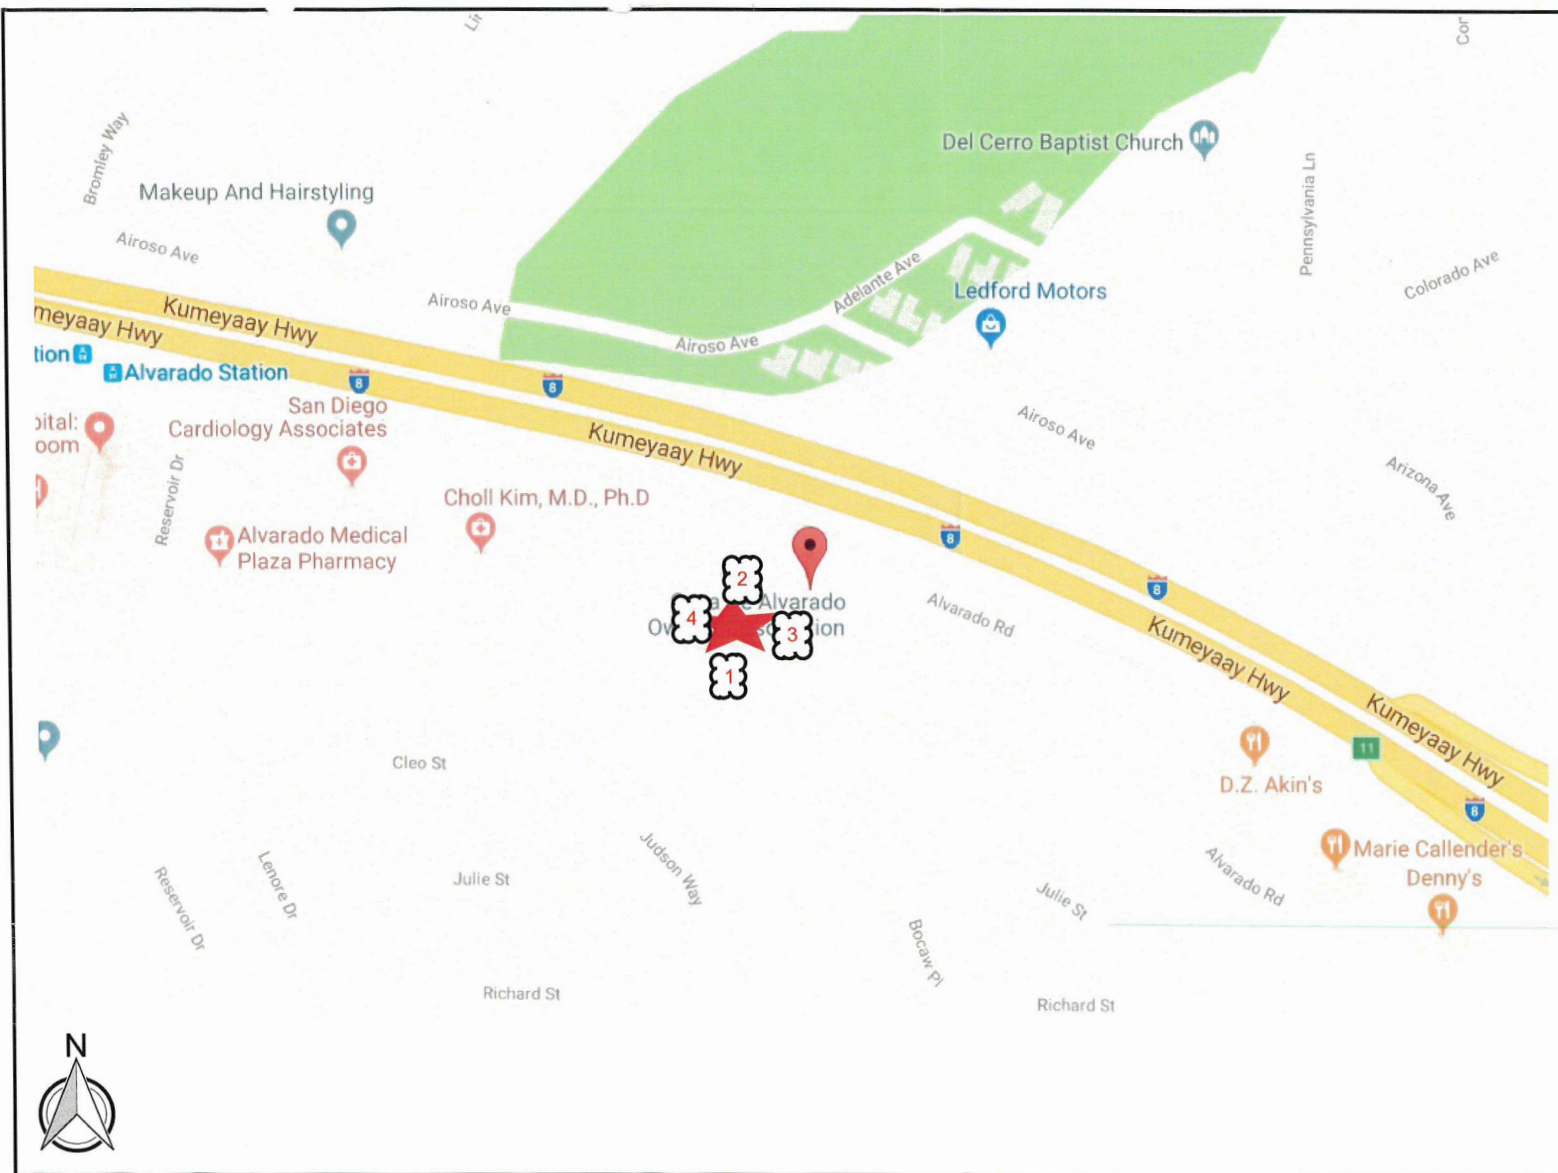 Bromley Way
Makeup And Hairstyling
Del Cerro Baptist Church
Pennsylvania Ln
Airoso Ave
Colorado Ave
Adelante Ave
Ledford Motors
Airoso Ave
Kumeyaay Hwy
meyaay Hwy
Airoso Ave
tion
Alvarado Station
8
8
San Diego
Cardiology Associates
Airoso Ave
pital:
oom
Kumeyaay Hwy
Arizona Ave
Reservoir Dr
Choll Kim, M.D., Ph.D
Alvarado Medical
Plaza Pharmacy
8
8
2
Alvarado
4
3
1
Alvarado Rd
Kumeyaay Hwy
Kumeyaay Hwy
11
8
Cleo St
D.Z. Akin's
Judson Way
Marie Callender's
Denny's
Alvarado Rd
Lenore Dr
Julie St
Julie St
Reservoir Dr
Bocaw Pl
Richard St
Richard St
N